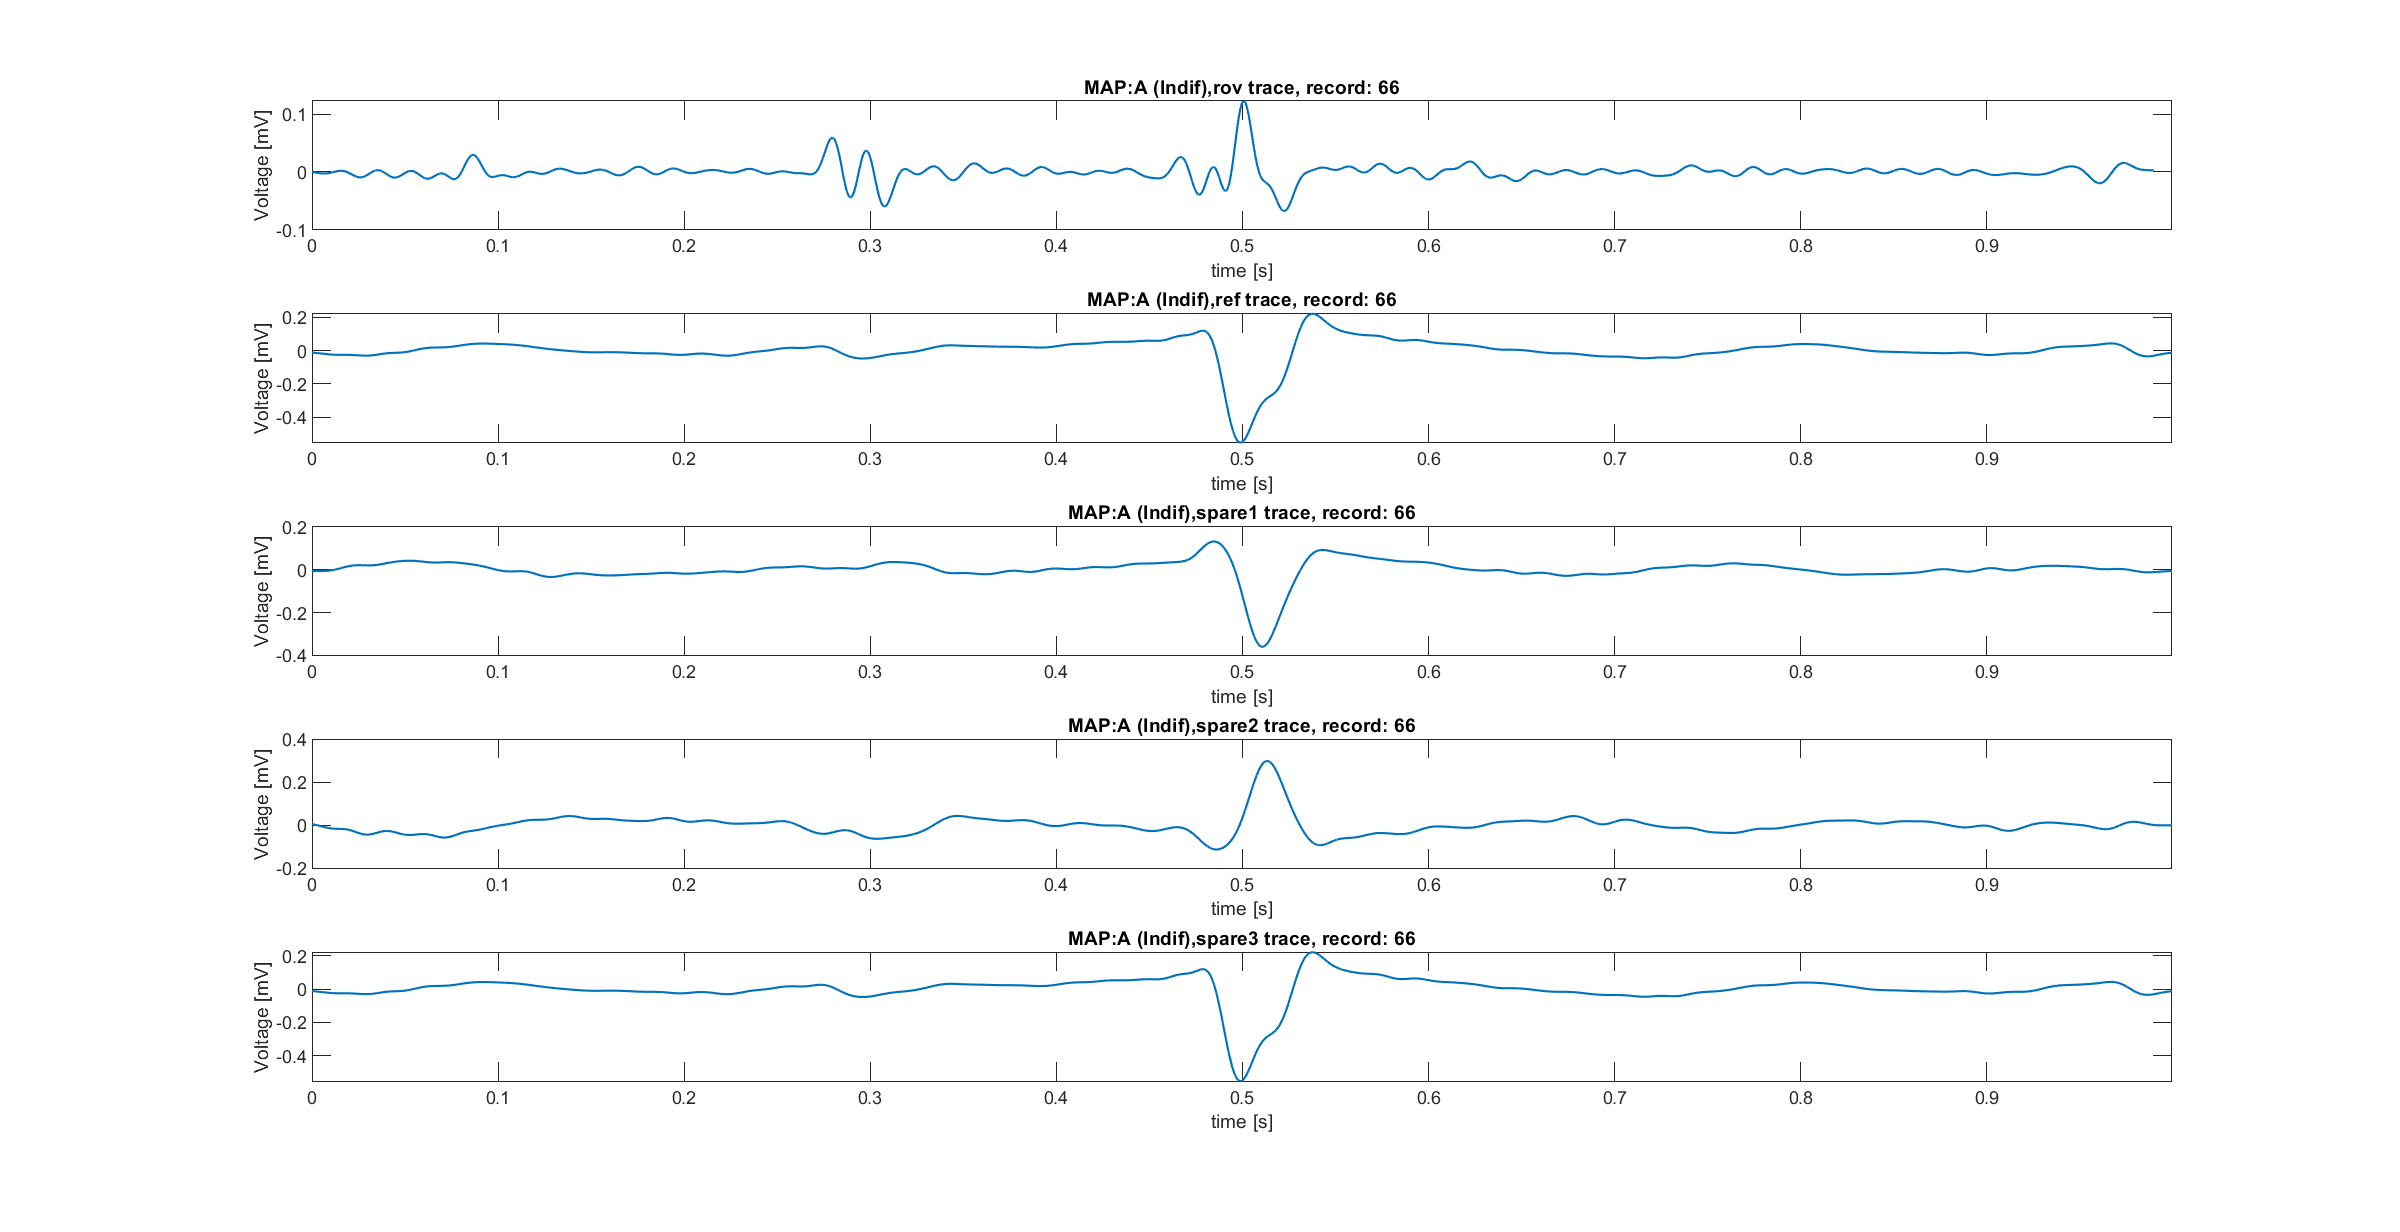 MAP:A (Indif),rov trace, record: 66
Voltage [mV]
0.1
0
-0.1
0 0.1 0.2 0.3 0.4 0.5 0.6 0.7 0.8 0.9
time [s]
MAP:A (Indif),ref trace, record: 66
Voltage [mV]
0.2
0
-0.2
-0.4
0 0.1 0.2 0.3 0.4 0.5 0.6 0.7 0.8 0.9
time [s]
MAP:A (Indif),spare1 trace, record: 66
Voltage [mV]
0.2
0
-0.2
-0.4
0 0.1 0.2 0.3 0.4 0.5 0.6 0.7 0.8 0.9
time [s]
MAP:A (Indif),spare2 trace, record: 66
Voltage [mV]
0.4
0.2
0
-0.2
0 0.1 0.2 0.3 0.4 0.5 0.6 0.7 0.8 0.9
time [s]
MAP:A (Indif),spare3 trace, record: 66
Voltage [mV]
0.2
0
-0.2
-0.4
0 0.1 0.2 0.3 0.4 0.5 0.6 0.7 0.8 0.9
time [s]